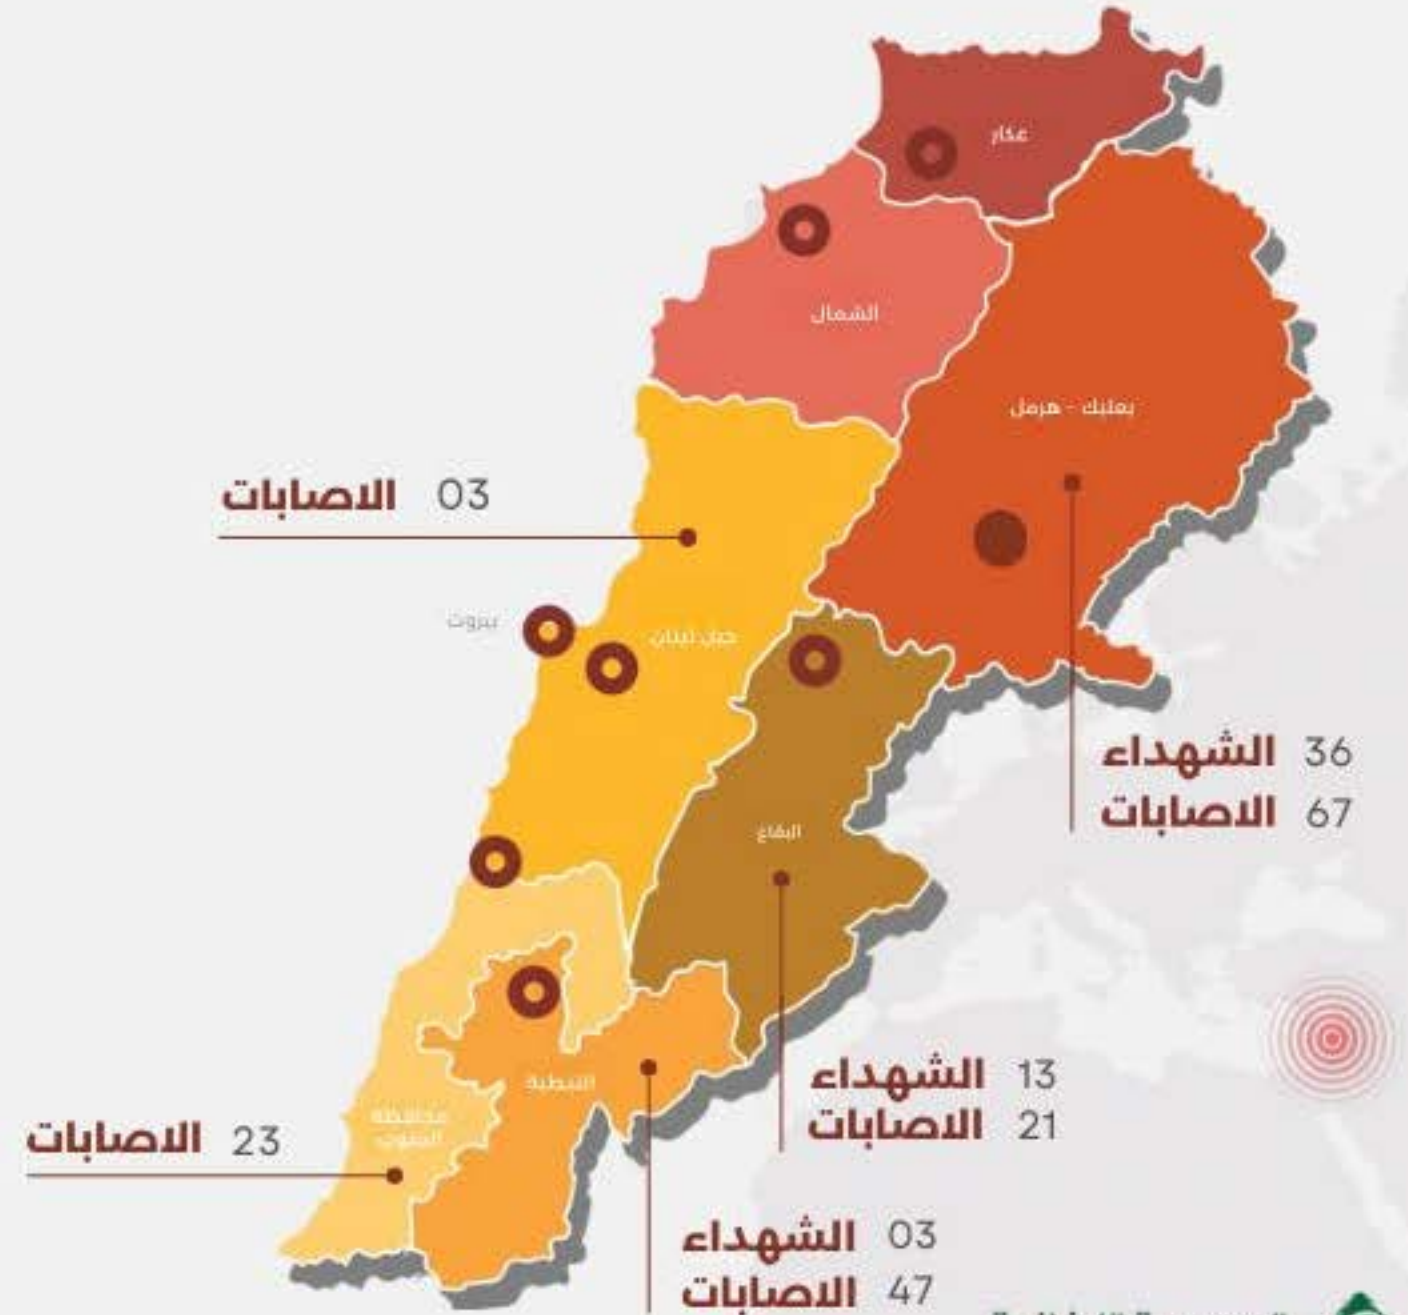 عكار
الشمال
بعلبك - هرمل
الاصابات 03
بيروت
جبل لبنان
الشهداء 36
الاصابات 67
البقاع
الشهداء 13
الاصابات 21
النبطية
محافظة
الجنوب
الاصابات 23
الشهداء 03
الاصابات 47